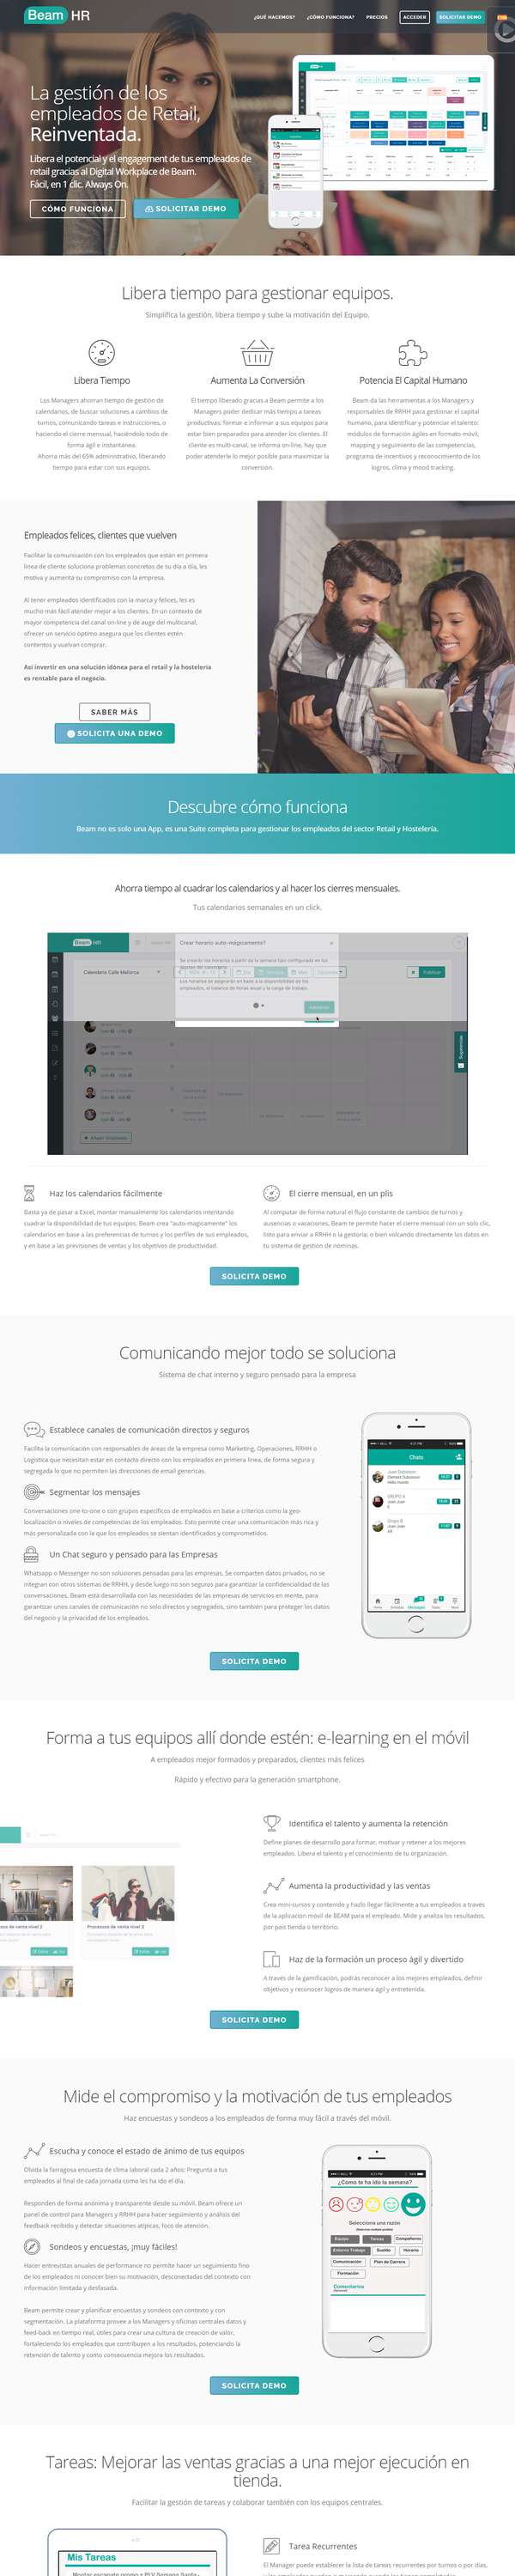 Beam HR
¿QUÉ HACEMOS? ¿CÓMO FUNCIONA? PRECIOS ACCEDER SOLICITAR DEMO
La gestión de los
empleados de Retail,
Reinventada.
Libera el potencial y el engagement de tus empleados de
retail gracias al Digital Workplace de Beam.
Fácil, en 1 clic. Always On.
CÓMO FUNCIONA SOLICITAR DEMO
Libera tiempo para gestionar equipos.
Simplifica la gestión, libera tiempo y sube la motivación del Equipo.
Libera Tiempo
Los Managers ahorran tiempo de gestión de
calendarios, de buscar soluciones a cambios de
turnos, comunicando tareas e instrucciones, o
haciendo el cierre mensual, haciéndolo todo de
forma ágil e instantánea.
Ahorra más del 65% administrativo, liberando
tiempo para estar con sus equipos.
Aumenta La Conversión
El tiempo liberado gracias a Beam permite a los
Managers poder dedicar más tiempo a tareas
productivas: formar e informar a sus equipos para
estar bien preparados para atender los clientes. El
cliente es multi-canal, se informa on-line, hay que
poder atenderle lo mejor posible para maximizar la
conversión.
Potencia El Capital Humano
Beam da las herramientas a los Managers y
responsables de RRHH para gestionar el capital
humano, para identificar y potenciar el talento:
módulos de formación ágiles en formato móvil,
mapping y seguimiento de las competencias,
programa de incentivos y reconocimiento de los
logros, clima y mood tracking.
Empleados felices, clientes que vuelven
Facilitar la comunicación con los empleados que están en primera
línea de cliente soluciona problemas concretos de su día a día, les
motiva y aumenta su compromiso con la empresa.
Al tener empleados identificados con la marca y felices, les es
mucho más fácil atender mejor a los clientes. En un contexto de
mayor competencia del canal on-line y de auge del multicanal,
ofrecer un servicio óptimo asegura que los clientes estén
contentos y vuelvan comprar.
Así invertir en una solución idónea para el retail y la hostelería
es rentable para el negocio.
SABER MÁS
SOLICITA UNA DEMO
Descubre cómo funciona
Beam no es solo una App, es una Suite completa para gestionar los empleados del sector Retail y Hostelería.
Ahorra tiempo al cuadrar los calendarios y al hacer los cierres mensuales.
Tus calendarios semanales en un click.
Beam HR
Crear horario auto-mágicamente?
Calendario Calle Mallorca
Publicar
Sugerencias
+ Añadir Empleado
Haz los calendarios fácilmente
Basta ya de pasar a Excel, montar manualmente los calendarios intentando
cuadrar la disponibilidad de tus equipos. Beam crea "auto-magicamente" los
calendarios en base a las preferencias de turnos y los perfiles de sus empleados,
y en base a las previsiones de ventas y los objetivos de productividad.
El cierre mensual, en un plis
Al computar de forma natural el flujo constante de cambios de turnos y
ausencias o vacaciones, Beam te permite hacer el cierre mensual con un solo clic,
listo para enviar a RRHH o la gestoría; o bien volcando directamente los datos en
tu sistema de gestión de nominas.
SOLICITA DEMO
Comunicando mejor todo se soluciona
Sistema de chat interno y seguro pensado para la empresa
Establece canales de comunicación directos y seguros
Facilita la comunicación con responsables de áreas de la empresa como Marketing, Operaciones, RRHH o
Logística que necesitan estar en contacto directo con los empleados en primera línea, de forma segura y
segregada lo que no permiten las direcciones de email genericas.
Segmentar los mensajes
Conversaciones one-to-one o con grupos específicos de empleados en base a criterios como la geo-
localización o niveles de competencias de los empleados. Esto permite crear una comunicación más rica y
más personalizada con la que los empleados se sientan identificados y comprometidos.
Un Chat seguro y pensado para las Empresas
Whatsapp o Messenger no son soluciones pensadas para las empresas. Se comparten datos privados, no se
integran con otros sistemas de RRHH, y desde luego no son seguros para garantizar la confidencialidad de las
conversaciones. Beam está desarrollada con las necesidades de las empresas de servicios en mente, para
garantizar unos canales de comunicación no solo directos y segregados, sino también para proteger los datos
del negocio y la privacidad de los empleados.
Chats
SOLICITA DEMO
Forma a tus equipos allí donde estén: e-learning en el móvil
A empleados mejor formados y preparados, clientes más felices
Rápido y efectivo para la generación smartphone.
Procesos de venta nivel 3
Identifica el talento y aumenta la retención
Define planes de desarrollo para formar, motivar y retener a los mejores
empleados. Libera el talento y el conocimiento de tu organización.
Aumenta la productividad y las ventas
Crea mini-cursos y contenido y hazlo llegar fácilmente a tus empleados a través
de la aplicación móvil de BEAM para el empleado. Mide y analiza los resultados,
por país tienda o territorio.
Haz de la formación un proceso ágil y divertido
A través de la gamificación, podrás reconocer a los mejores empleados, definir
objetivos y reconocer logros de manera agil y entretenida.
SOLICITA DEMO
Mide el compromiso y la motivación de tus empleados
Haz encuestas y sondeos a los empleados de forma muy fácil a través del móvil.
Escucha y conoce el estado de ánimo de tus equipos
Olvida la farragosa encuesta de clima laboral cada 2 años: Pregunta a tus
empleados al final de cada jornada como les ha ido el día.
Responden de forma anónima y transparente desde su móvil. Beam ofrece un
panel de control para Managers y RRHH para hacer seguimiento y análisis del
feedback recibido y detectar situaciones atípicas, foco de atención.
Sondeos y encuestas, ¡muy fáciles!
Hacer entrevistas anuales de performance no permite hacer un seguimiento fino
de los empleados ni conocer bien su motivación, desconectadas del contexto con
información limitada y desfasada.
Beam permite crear y planificar encuestas y sondeos con contexto y con
segmentación. La plataforma provee a los Managers y oficinas centrales datos y
feed-back en tiempo real, útiles para crear una cultura de creación de valor,
fortaleciendo los empleados que contribuyen a los resultados, potenciando la
retención de talento y como consecuencia mejora los resultados.
¿Como te ha ido la semana?
Selecciona una razón
Equipo Tareas Compañeros
Entorno Trabajo Sueldo Horario
Comunicación Plan de Carrera
Formación
Comentarios
SOLICITA DEMO
Tareas: Mejorar las ventas gracias a una mejor ejecución en
tienda.
Facilitar la gestión de tareas y colaborar también con los equipos centrales.
Mis Tareas
Tarea Recurrentes
El Manager puede establecer la lista de tareas recurrentes por turnos o por días,